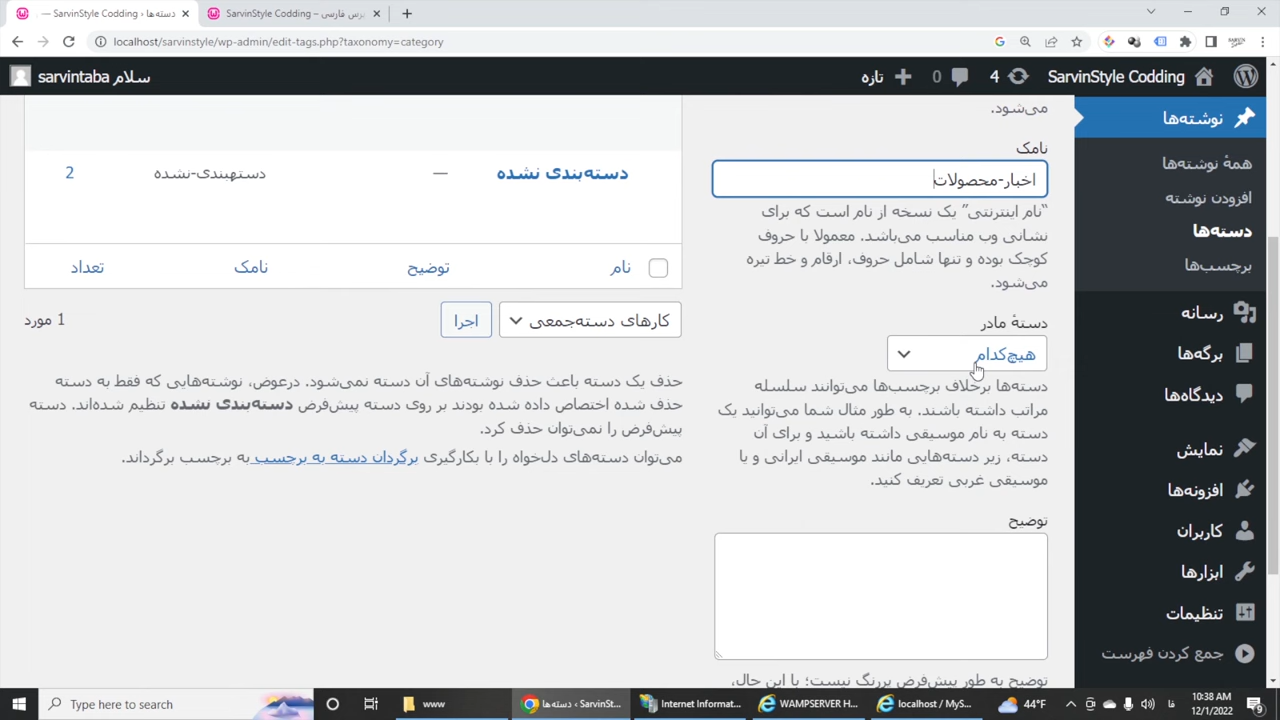 دسته‌ها ‹ SarvinStyle Codding —
SarvinStyle Codding – برس فارسی
localhost/sarvinstyle/wp-admin/edit-tags.php?taxonomy=category
SarvinStyle Codding
4
0
تازه
سلام sarvintaba
نوشته‌ها
همهٔ نوشته‌ها
افزودن نوشته
دسته‌ها
برچسب‌ها
رسانه
برگه‌ها
دیدگاه‌ها
نمایش
افزونه‌ها
کاربران
ابزارها
تنظیمات
جمع کردن فهرست
می‌شود.
نامک
اخبار-محصولات
“نام اینترنتی” یک نسخه از نام است که برای
نشانی وب مناسب می‌باشد. معمولا با حروف
کوچک بوده و تنها شامل حروف، ارقام و خط تیره
می‌شود.
دستهٔ مادر
هیچ‌کدام
دسته‌ها برخلاف برچسب‌ها می‌توانند سلسله
مراتب داشته باشند. به طور مثال شما می‌توانید یک
دسته به نام موسیقی داشته باشید و برای آن
دسته، زیر دسته‌هایی مانند موسیقی ایرانی و یا
موسیقی غربی تعریف کنید.
توضیح
توضیح به طور پیش‌فرض پررنگ نیست؛ با این حال،
دسته‌بندی نشده
—
دستهبندی-نشده
2
نام
توضیح
نامک
تعداد
کارهای دسته‌جمعی
اجرا
1 مورد
حذف یک دسته باعث حذف نوشته‌های آن دسته نمی‌شود. درعوض، نوشته‌هایی که فقط به دسته
حذف شده اختصاص داده شده بودند بر روی دسته پیش‌فرض دسته‌بندی نشده تنظیم شده‌اند. دسته
پیش‌فرض را نمی‌توان حذف کرد.
می‌توان دسته‌های دل‌خواه را با بکارگیری برگردان دسته به برچسب به برچسب برگرداند.
Type here to search
www
دسته‌ها ‹ SarvinS...
Internet Informat...
WAMPSERVER H...
localhost / MyS...
44°F
فا
10:38 AM
12/1/2022
9